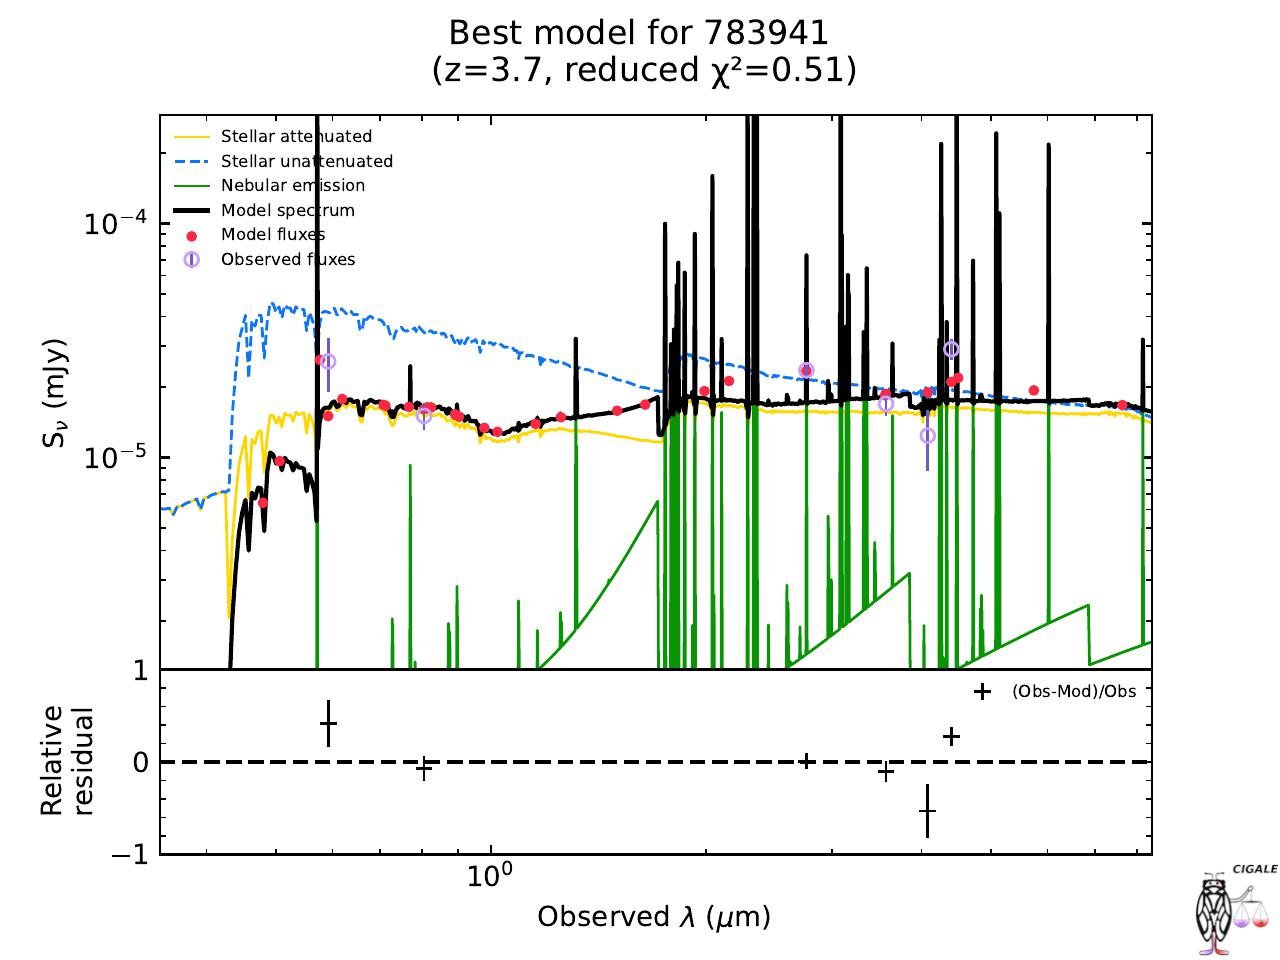 Best model for 783941
(z=3.7, reduced χ²=0.51)
Stellar attenuated
Stellar unattenuated
Nebular emission
Model spectrum
Model fluxes
Observed fluxes
10⁻⁴
10⁻⁵
S𝜈 (mJy)
1
0
−1
Relative
residual
(Obs-Mod)/Obs
10⁰
Observed λ (μm)
CIGALE